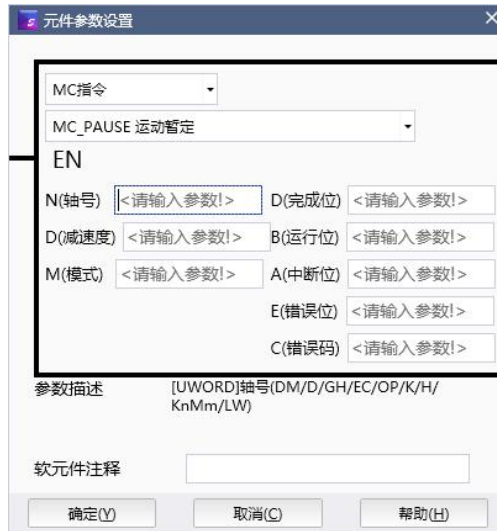 元件参数设置
MC指令
MC_PAUSE 运动暂定
EN
N(轴号) <请输入参数!> D(完成位) <请输入参数!>
D(减速度) <请输入参数!> B(运行位) <请输入参数!>
M(模式) <请输入参数!> A(中断位) <请输入参数!>
E(错误位) <请输入参数!>
C(错误码) <请输入参数!>
参数描述 [UWORD]轴号(DM/D/GH/EC/OP/K/H/
KnMm/LW)
软元件注释
确定(Y) 取消(C) 帮助(H)